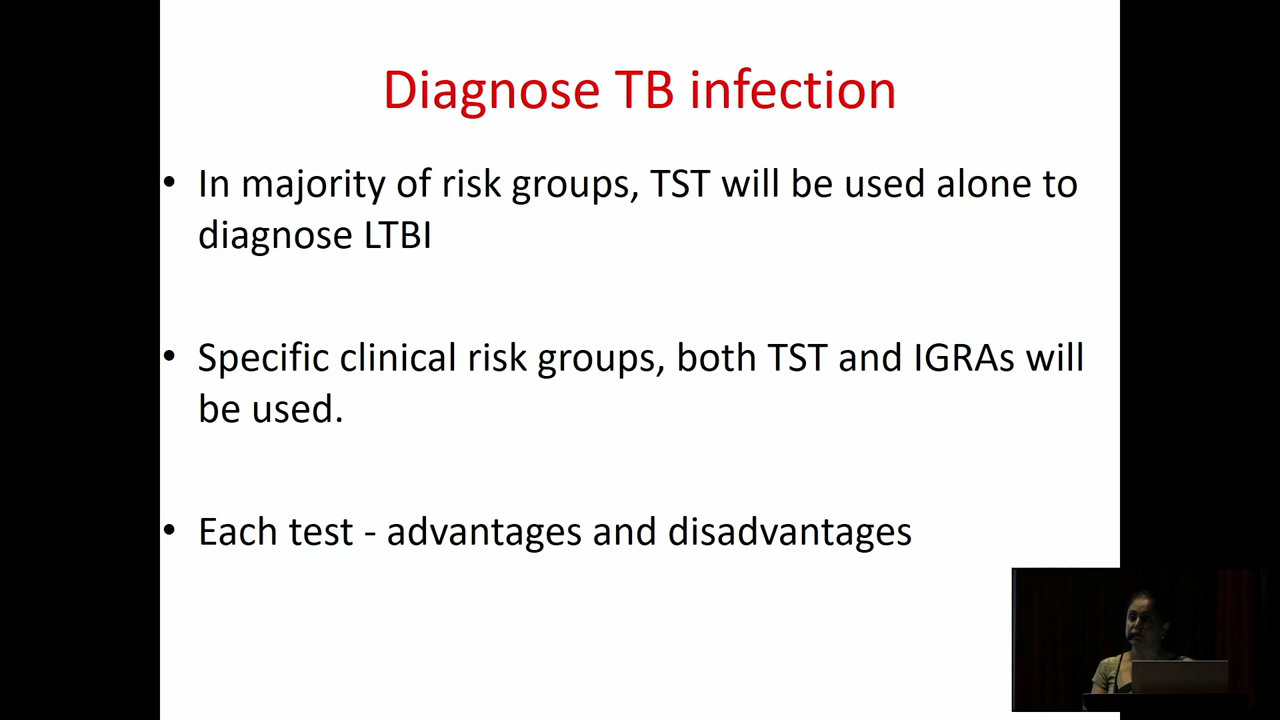 Diagnose TB infection
• In majority of risk groups, TST will be used alone to
diagnose LTBI
• Specific clinical risk groups, both TST and IGRAs will
be used.
• Each test - advantages and disadvantages